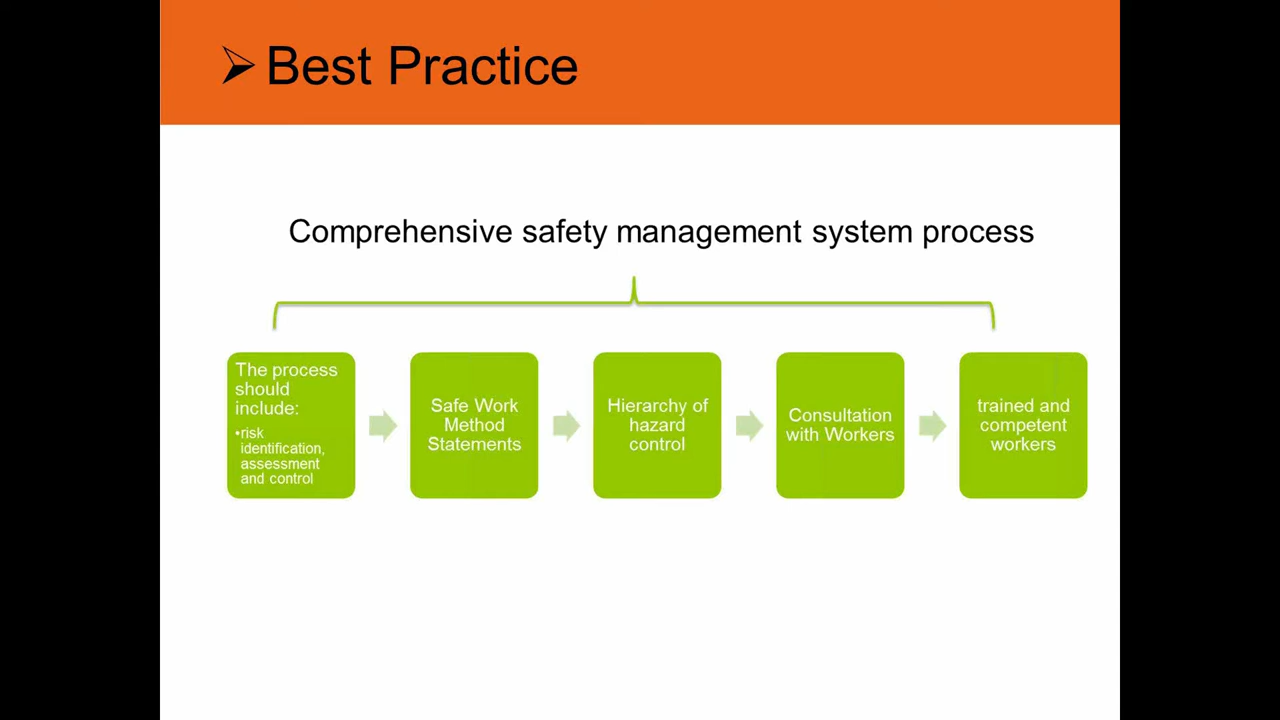 Best Practice
Comprehensive safety management system process
The process
should
include:
•risk
identification,
assessment
and control
Safe Work
Method
Statements
Hierarchy of
hazard
control
Consultation
with Workers
trained and
competent
workers